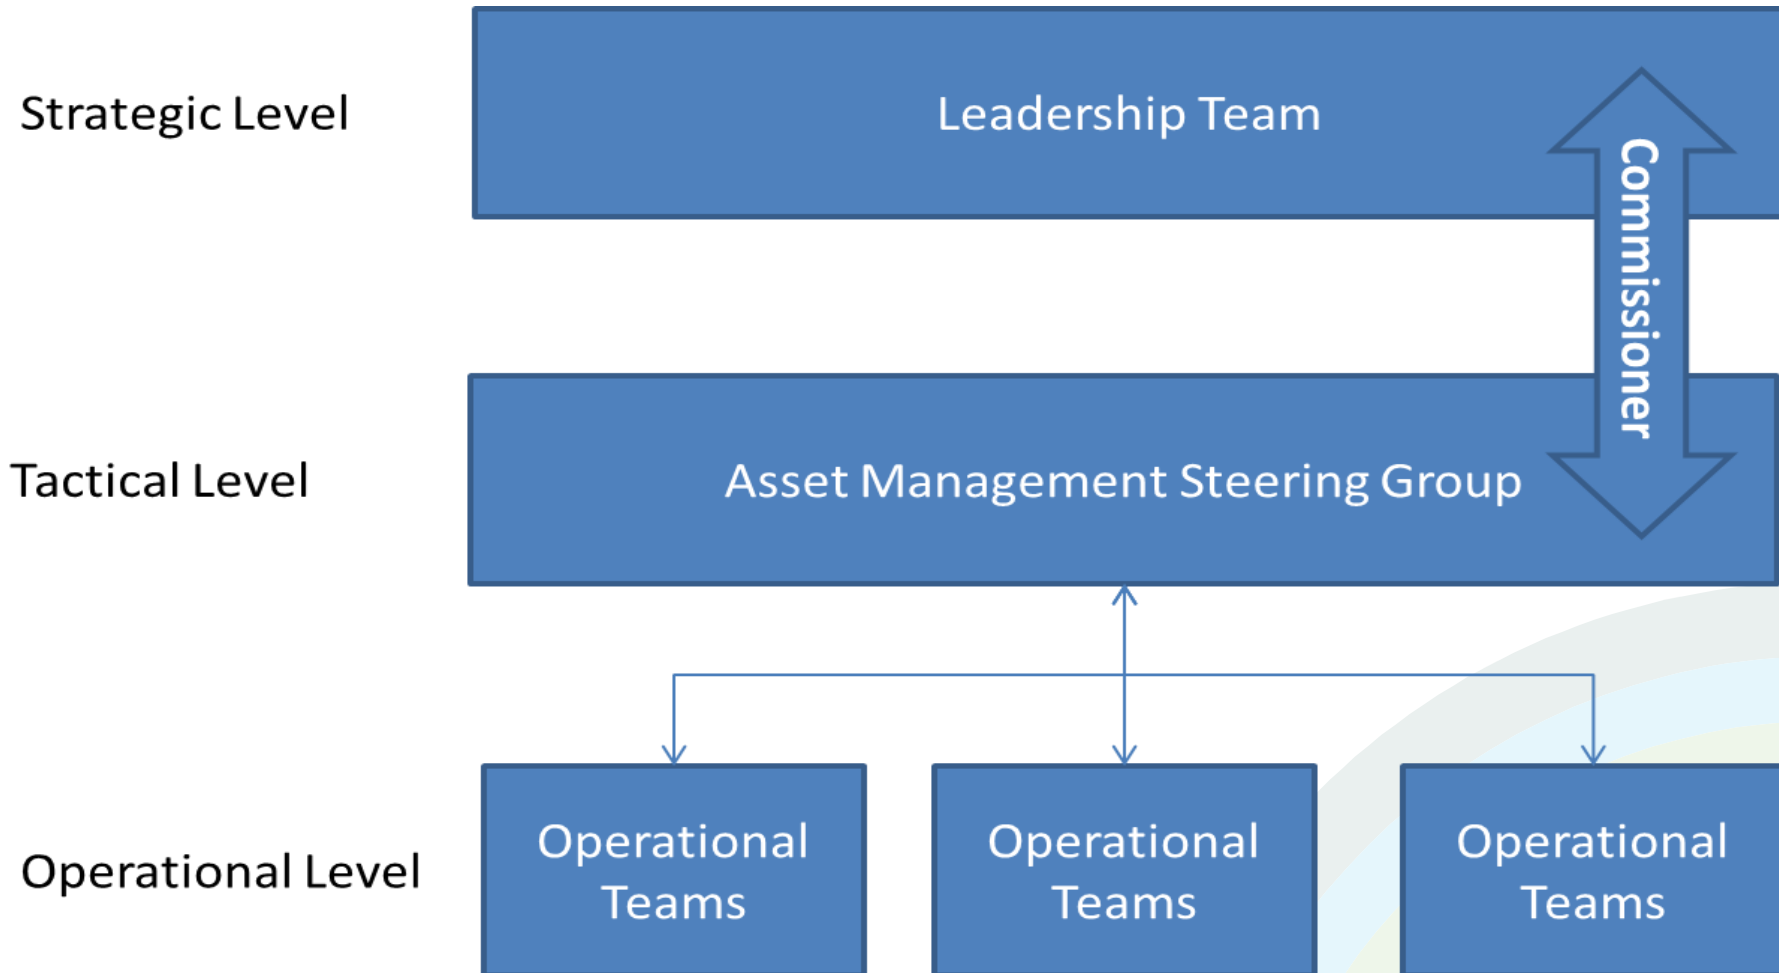 Strategic Level
Leadership Team
Commissioner
Tactical Level
Asset Management Steering Group
Operational Level
Operational
Teams
Operational
Teams
Operational
Teams